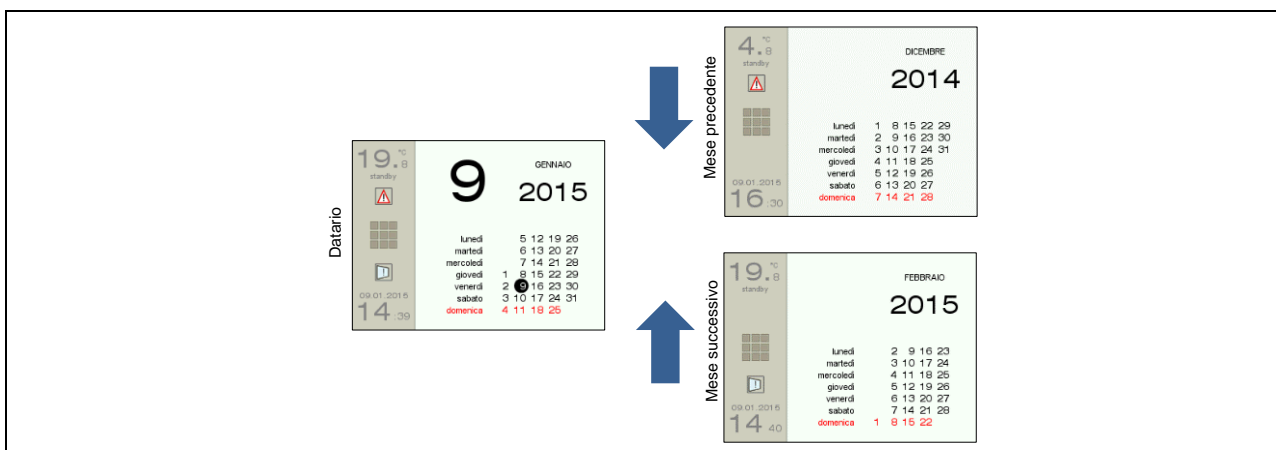 Datario
19.8 °C
standby
09.01.2015
14:39
9
GENNAIO
2015
lunedì 5 12 19 26
martedì 6 13 20 27
mercoledì 7 14 21 28
giovedì 1 8 15 22 29
venerdì 2 9 16 23 30
sabato 3 10 17 24 31
domenica 4 11 18 25
Mese precedente
4.8 °C
standby
09.01.2015
16:30
DICEMBRE
2014
lunedì 1 8 15 22 29
martedì 2 9 16 23 30
mercoledì 3 10 17 24 31
giovedì 4 11 18 25
venerdì 5 12 19 26
sabato 6 13 20 27
domenica 7 14 21 28
Mese successivo
19.8 °C
standby
09.01.2015
14:40
FEBBRAIO
2015
lunedì 2 9 16 23
martedì 3 10 17 24
mercoledì 4 11 18 25
giovedì 5 12 19 26
venerdì 6 13 20 27
sabato 7 14 21 28
domenica 1 8 15 22